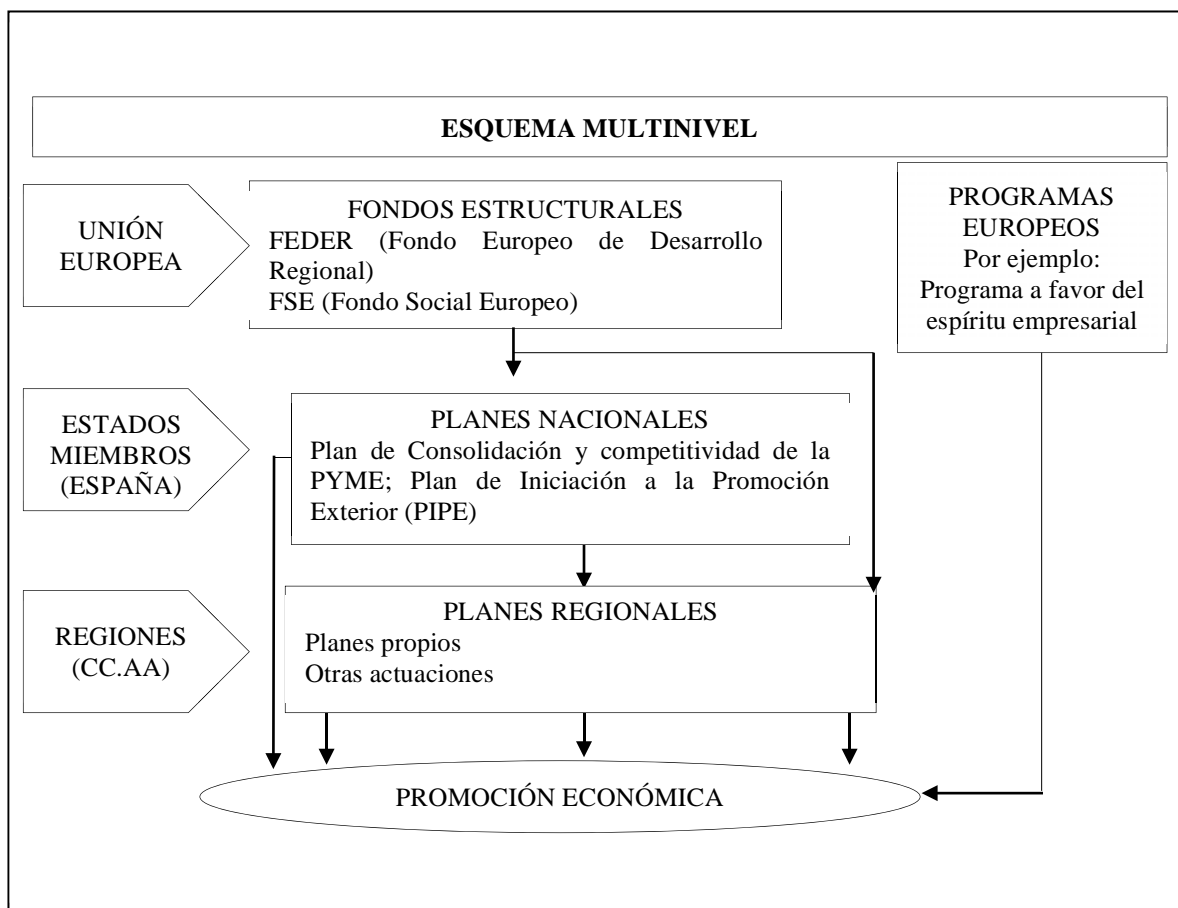 ESQUEMA MULTINIVEL
UNIÓN
EUROPEA
FONDOS ESTRUCTURALES
FEDER (Fondo Europeo de Desarrollo
Regional)
FSE (Fondo Social Europeo)
PROGRAMAS
EUROPEOS
Por ejemplo:
Programa a favor del
espíritu empresarial
ESTADOS
MIEMBROS
(ESPAÑA)
PLANES NACIONALES
Plan de Consolidación y competitividad de la
PYME; Plan de Iniciación a la Promoción
Exterior (PIPE)
REGIONES
(CC.AA)
PLANES REGIONALES
Planes propios
Otras actuaciones
PROMOCIÓN ECONÓMICA